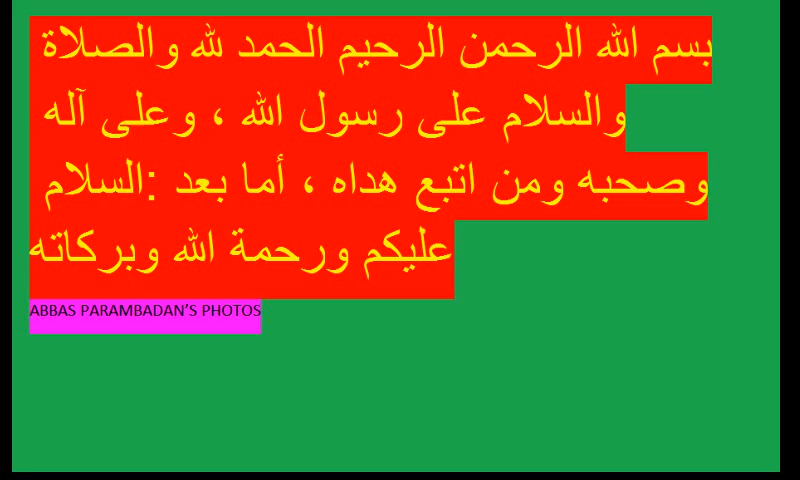 بسم الله الرحمن الرحيم الحمد لله والصلاة
والسلام على رسول الله ، وعلى آله
وصحبه ومن اتبع هداه ، أما بعد :السلام
عليكم ورحمة الله وبركاته
ABBAS PARAMBADAN’S PHOTOS